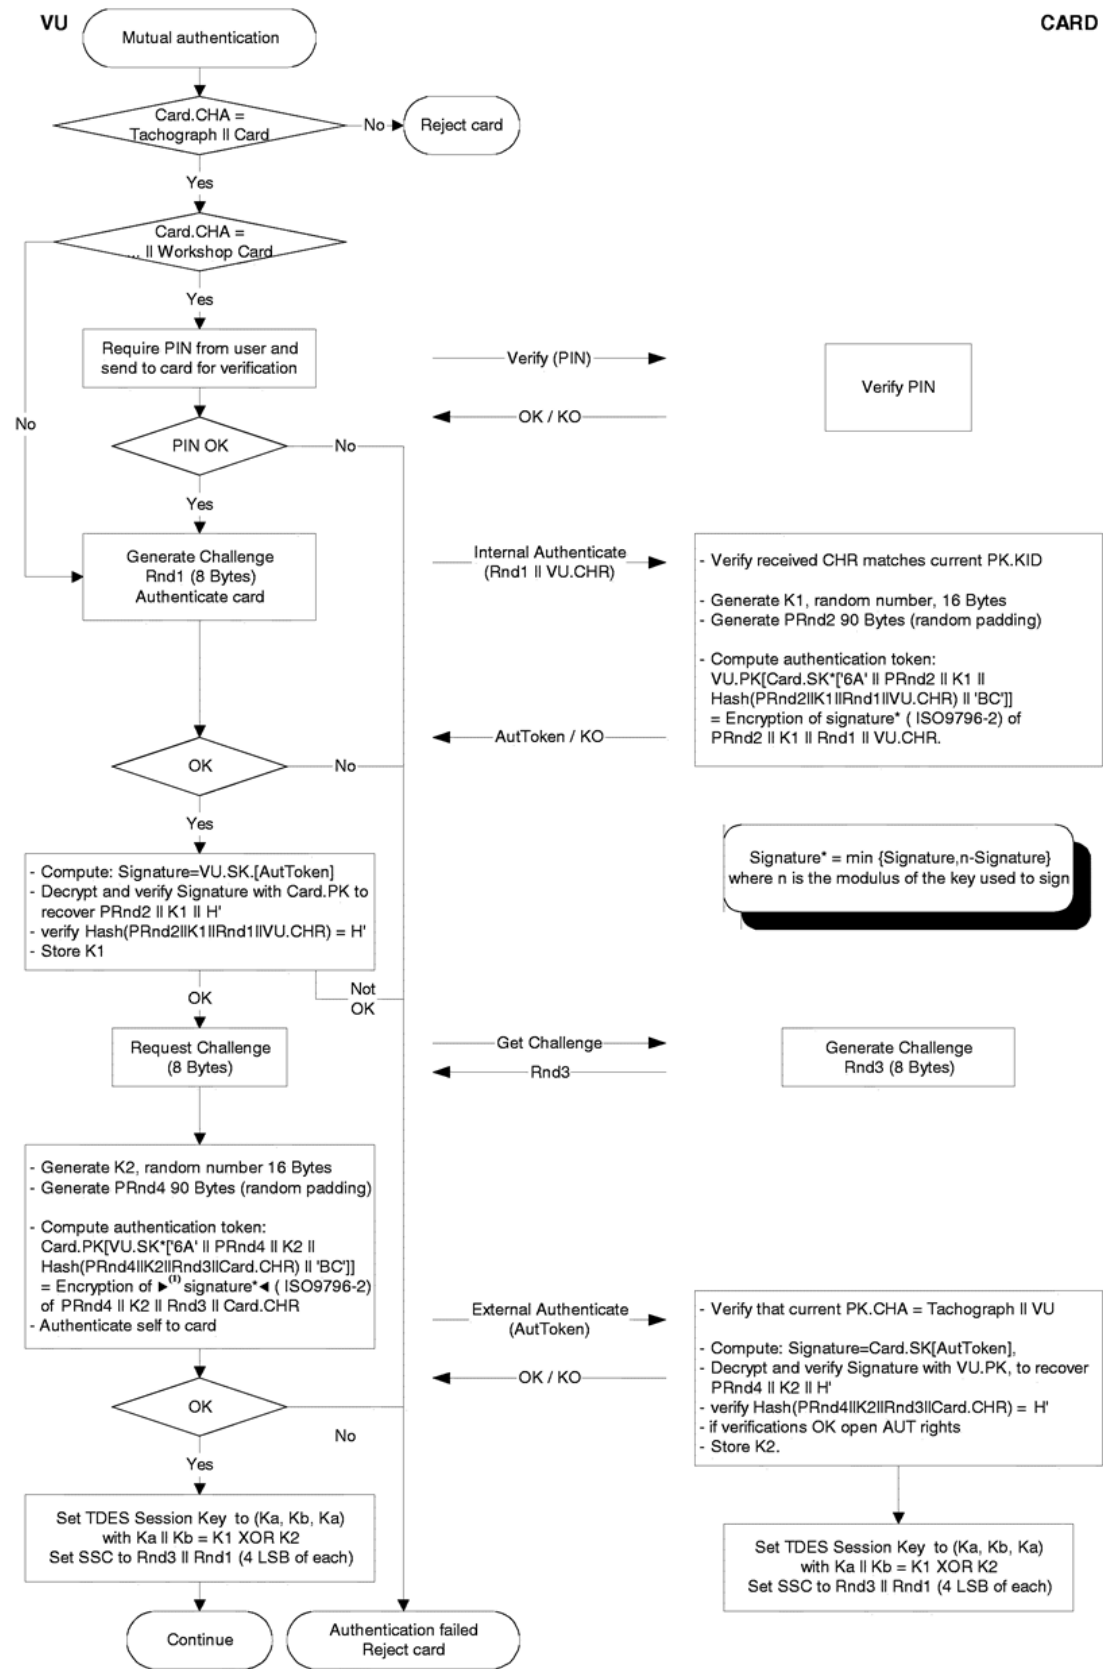 VU
CARD
Mutual authentication
Card.CHA =
Tachograph || Card
No
Reject card
Yes
Card.CHA =
... || Workshop Card
Yes
Require PIN from user and
send to card for verification
Verify (PIN)
Verify PIN
OK / KO
No
PIN OK
No
Yes
Generate Challenge
Rnd1 (8 Bytes)
Authenticate card
Internal Authenticate
(Rnd1 || VU.CHR)
- Verify received CHR matches current PK.KID
- Generate K1, random number, 16 Bytes
- Generate PRnd2 90 Bytes (random padding)
- Compute authentication token:
VU.PK[Card.SK*['6A' || PRnd2 || K1 ||
Hash(PRnd2||K1||Rnd1||VU.CHR) || 'BC']]
= Encryption of signature* ( ISO9796-2) of
PRnd2 || K1 || Rnd1 || VU.CHR.
AutToken / KO
OK
No
Yes
- Compute: Signature=VU.SK.[AutToken]
- Decrypt and verify Signature with Card.PK to
recover PRnd2 || K1 || H'
- verify Hash(PRnd2||K1||Rnd1||VU.CHR) = H'
- Store K1
Signature* = min {Signature,n-Signature}
where n is the modulus of the key used to sign
OK
Not
OK
Request Challenge
(8 Bytes)
Get Challenge
Rnd3
Generate Challenge
Rnd3 (8 Bytes)
- Generate K2, random number 16 Bytes
- Generate PRnd4 90 Bytes (random padding)
- Compute authentication token:
Card.PK[VU.SK*['6A' || PRnd4 || K2 ||
Hash(PRnd4||K2||Rnd3||Card.CHR) || 'BC']]
= Encryption of ►(1) signature*◄ ( ISO9796-2)
of PRnd4 || K2 || Rnd3 || Card.CHR
- Authenticate self to card
External Authenticate
(AutToken)
- Verify that current PK.CHA = Tachograph || VU
- Compute: Signature=Card.SK[AutToken],
- Decrypt and verify Signature with VU.PK, to recover
PRnd4 || K2 || H'
- verify Hash(PRnd4||K2||Rnd3||Card.CHR) = H'
- if verifications OK open AUT rights
- Store K2.
OK / KO
OK
No
Yes
Set TDES Session Key to (Ka, Kb, Ka)
with Ka || Kb = K1 XOR K2
Set SSC to Rnd3 || Rnd1 (4 LSB of each)
Set TDES Session Key to (Ka, Kb, Ka)
with Ka || Kb = K1 XOR K2
Set SSC to Rnd3 || Rnd1 (4 LSB of each)
Continue
Authentication failed
Reject card